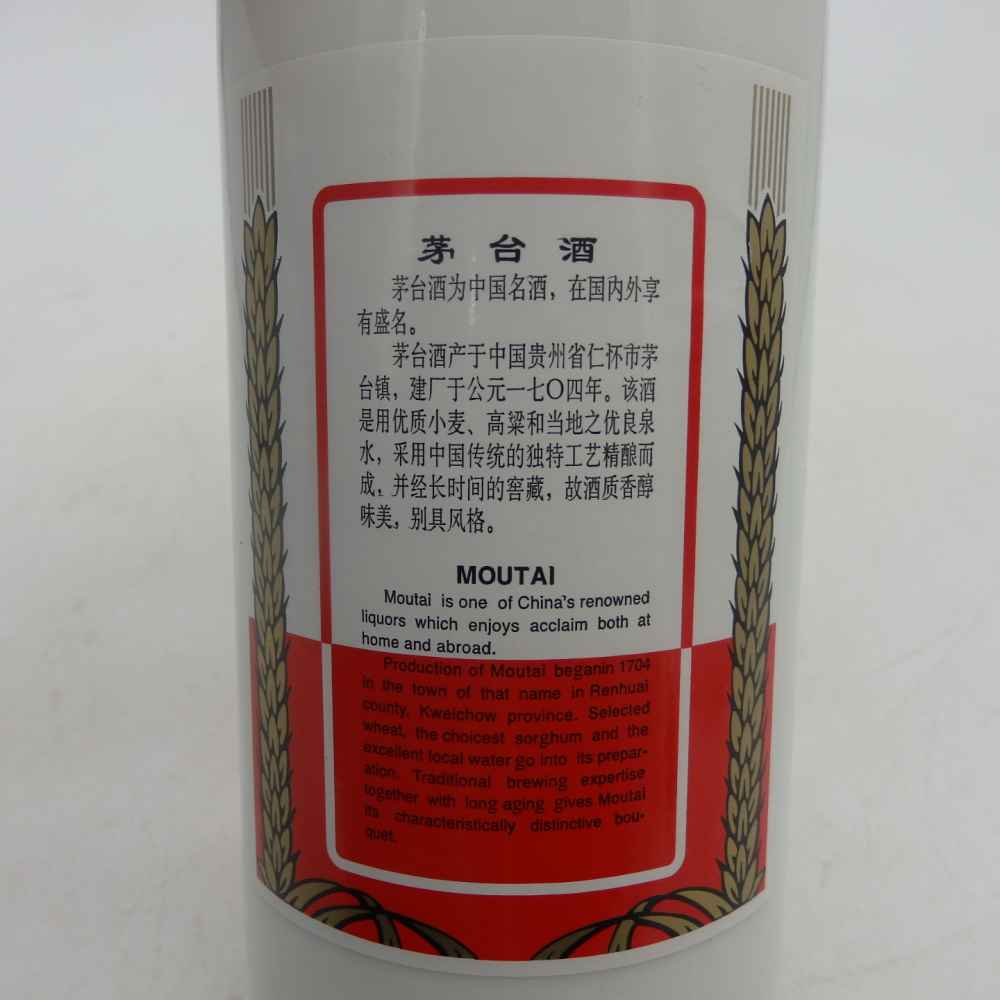 茅台酒
茅台酒为中国名酒，在国内外享
有盛名。
茅台酒产于中国贵州省仁怀市茅
台镇，建厂于公元一七〇四年。该酒
是用优质小麦、高粱和当地之优良泉
水，采用中国传统的独特工艺精酿而
成，并经长时间的窖藏，故酒质香醇
味美，别具风格。
MOUTAI
Moutai is one of China's renowned
liquors which enjoys acclaim both at
home and abroad.
Production of Moutai beganin 1704
in the town of that name in Renhuai
county, Kweichow province. Selected
wheat, the choicest sorghum and the
excellent local water go into its prepar-
ation. Traditional brewing expertise
together with long aging gives Moutai
its characteristically distinctive bou-
quet.